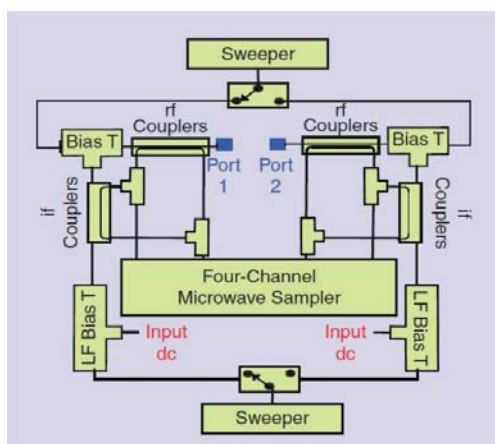 Sweeper
rf
Couplers
rf
Couplers
Bias T
Bias T
Port
1
Port
2
if
Couplers
if
Couplers
Four-Channel
Microwave Sampler
LF Bias T
Input
dc
Input
dc
LF Bias T
Sweeper